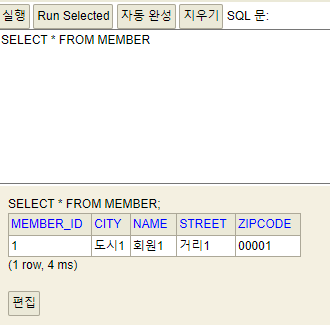 실행 Run Selected 자동 완성 지우기 SQL 문:
SELECT * FROM MEMBER
SELECT * FROM MEMBER;
MEMBER_ID CITY NAME STREET ZIPCODE
1 도시1 회원1 거리1 00001
(1 row, 4 ms)
편집